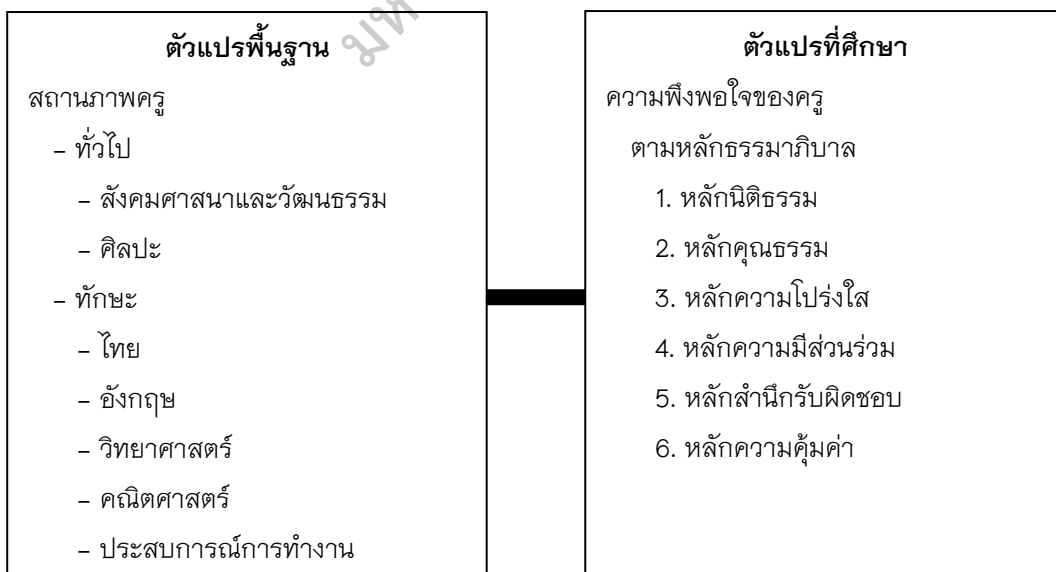 ตัวแปรพื้นฐาน
สถานภาพครู
– ทั่วไป
– สังคมศาสนาและวัฒนธรรม
– ศิลปะ
– ทักษะ
– ไทย
– อังกฤษ
– วิทยาศาสตร์
– คณิตศาสตร์
– ประสบการณ์การทำงาน
ตัวแปรที่ศึกษา
ความพึงพอใจของครู
ตามหลักธรรมาภิบาล
1. หลักนิติธรรม
2. หลักคุณธรรม
3. หลักความโปร่งใส
4. หลักความมีส่วนร่วม
5. หลักสำนึกรับผิดชอบ
6. หลักความคุ้มค่า